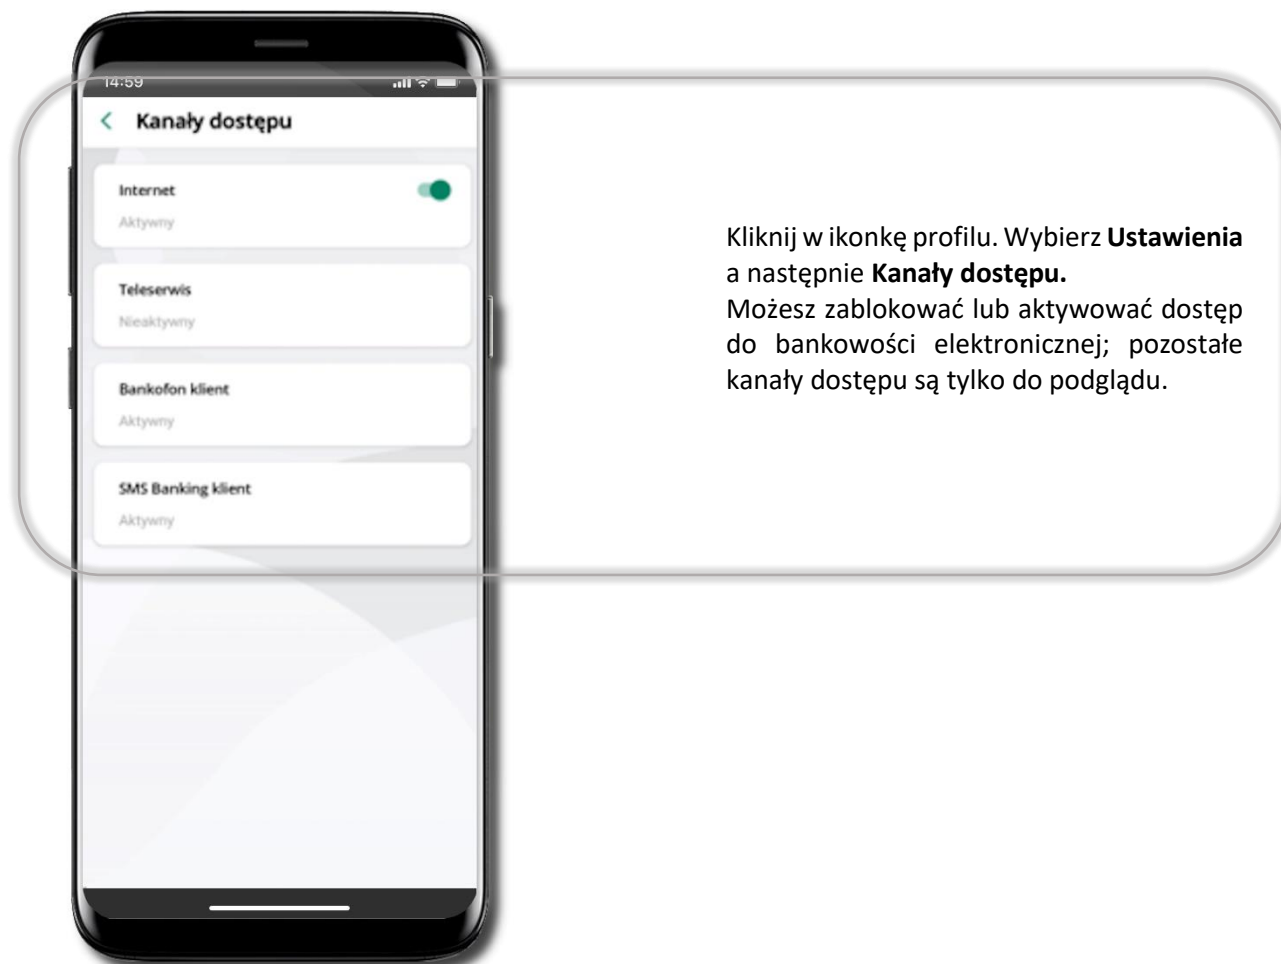 14:59
Kanały dostępu
Internet
Aktywny
Teleserwis
Nieaktywny
Bankofon klient
Aktywny
SMS Banking klient
Aktywny
Kliknij w ikonkę profilu. Wybierz Ustawienia
a następnie Kanały dostępu.
Możesz zablokować lub aktywować dostęp
do bankowości elektronicznej; pozostałe
kanały dostępu są tylko do podglądu.